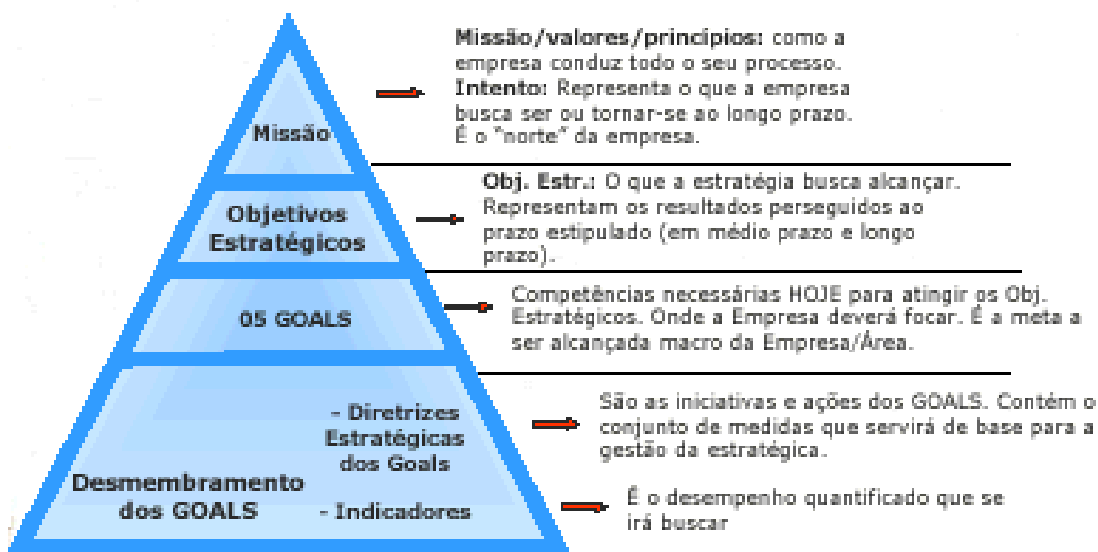 Missão
Missão/valores/principios: como a
empresa conduz todo o seu processo.
Intento: Representa o que a empresa
busca ser ou tornar-se ao longo prazo.
É o "norte" da empresa.
Objetivos
Estratégicos
Obj. Estr.: O que a estratégia busca alcançar.
Representam os resultados perseguidos ao
prazo estipulado (em médio prazo e longo
prazo).
05 GOALS
Competências necessárias HOJE para atingir os Obj.
Estratégicos. Onde a Empresa deverá focar. É a meta a
ser alcançada macro da Empresa/Área.
Desmembramento
dos GOALS
- Diretrizes
Estratégicas
dos Goals
- Indicadores
São as iniciativas e ações dos GOALS. Contém o
conjunto de medidas que servirá de base para a
gestão da estratégica.
É o desempenho quantificado que se
irá buscar